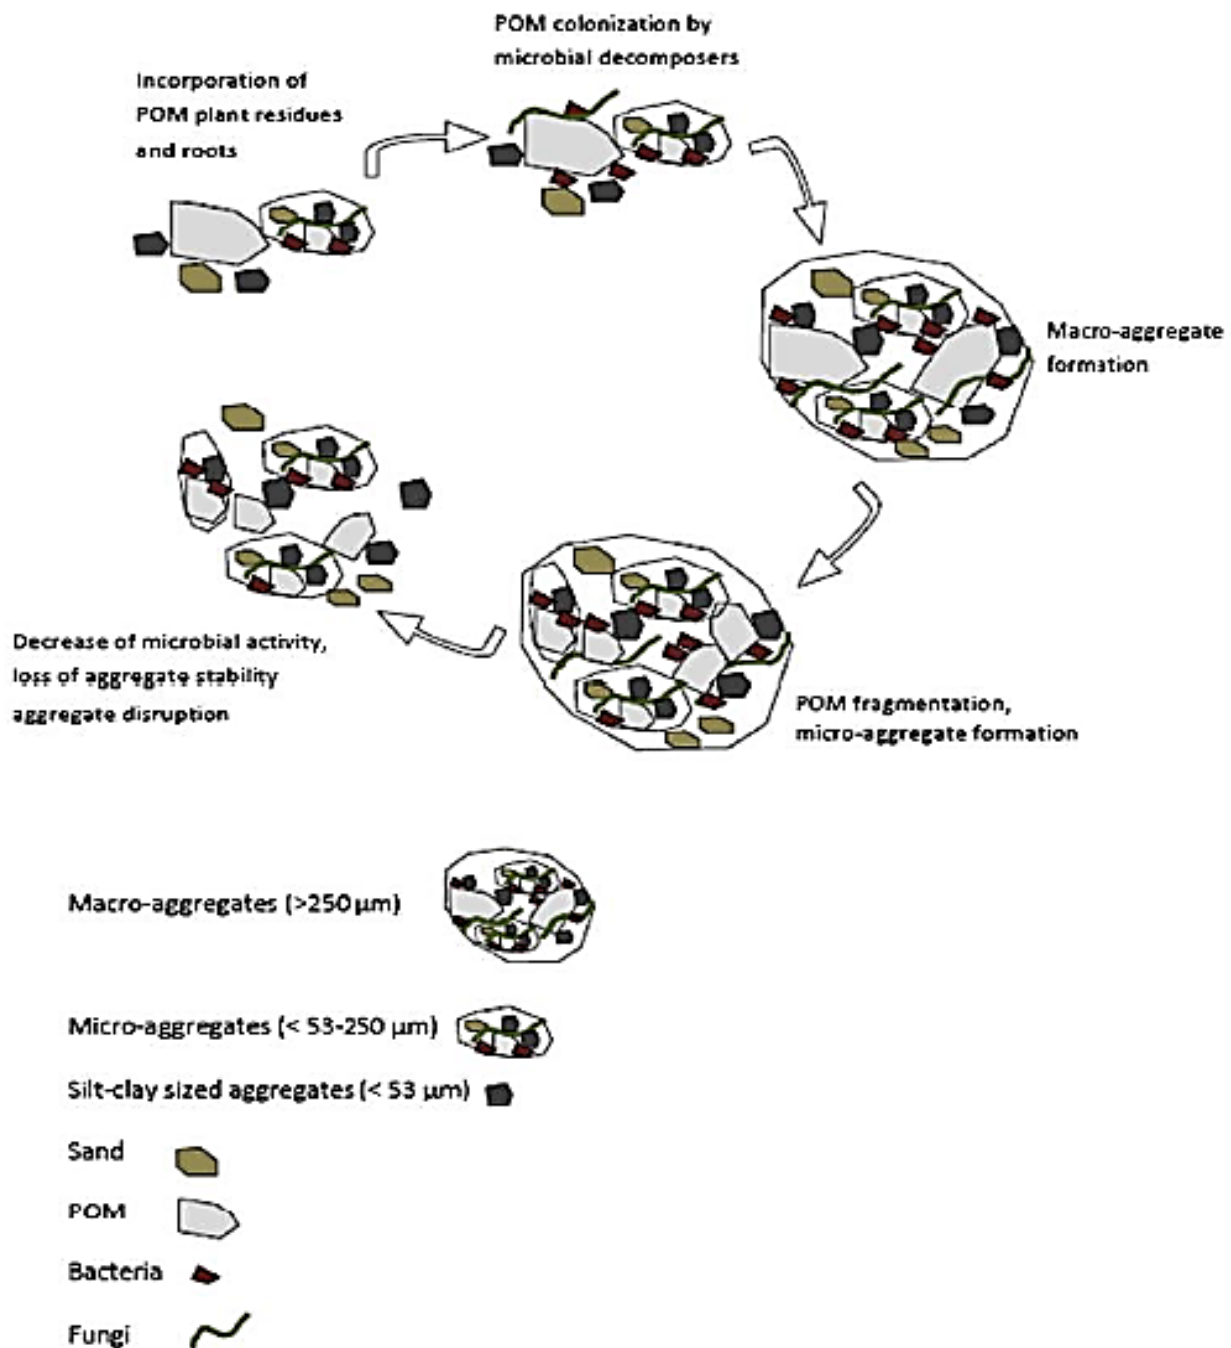 POM colonization by
microbial decomposers
Incorporation of
POM plant residues
and roots
Macro-aggregate
formation
POM fragmentation,
micro-aggregate formation
Decrease of microbial activity,
loss of aggregate stability
aggregate disruption
Macro-aggregates (>250 µm)
Micro-aggregates (< 53-250 µm)
Silt-clay sized aggregates (< 53 µm)
Sand
POM
Bacteria
Fungi